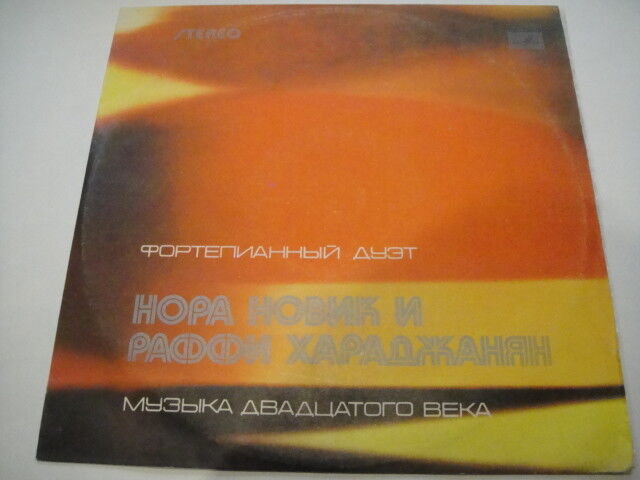 STEREO
ФОРТЕПИАННЫЙ ДУЭТ
НОРА НОВИК И
РАФФИ ХАРАДЖАНЯН
МУЗЫКА ДВАДЦАТОГО ВЕКА